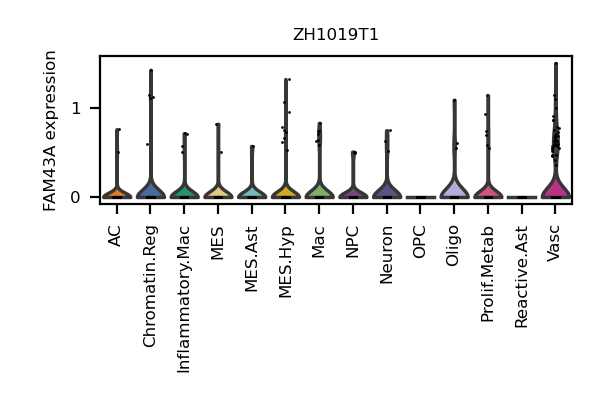 ZH1019T1
FAM43A expression
1
0
AC
Chromatin.Reg
Inflammatory.Mac
MES
MES.Ast
MES.Hyp
Mac
NPC
Neuron
OPC
Oligo
Prolif.Metab
Reactive.Ast
Vasc